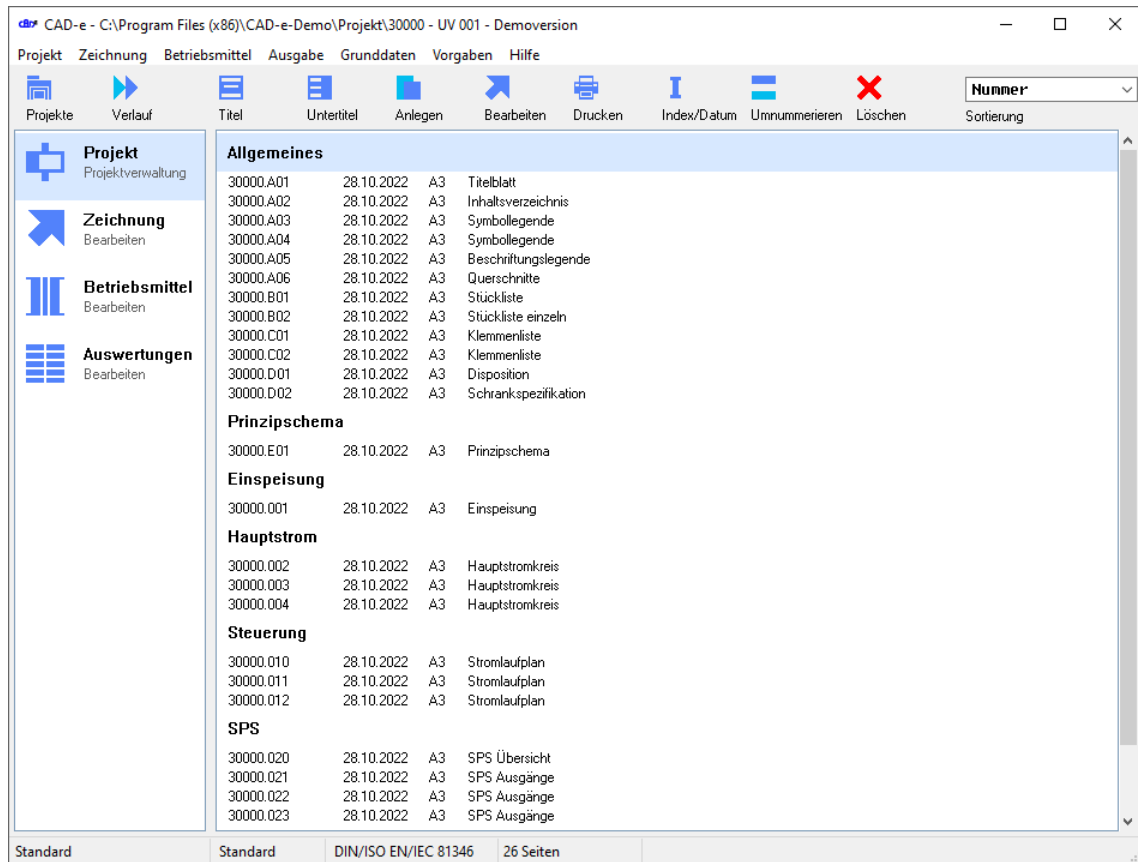 CAD-e - C:\Program Files (x86)\CAD-e-Demo\Projekt\30000 - UV 001 - Demoversion
Projekt Zeichnung Betriebsmittel Ausgabe Grunddaten Vorgaben Hilfe
Projekte Verlauf Titel Untertitel Anlegen Bearbeiten Drucken Index/Datum Umnummerieren Löschen
Nummer
Sortierung
Projekt
Projektverwaltung
Zeichnung
Bearbeiten
Betriebsmittel
Bearbeiten
Auswertungen
Bearbeiten
Allgemeines
30000.A01 28.10.2022 A3 Titelblatt
30000.A02 28.10.2022 A3 Inhaltsverzeichnis
30000.A03 28.10.2022 A3 Symbollegende
30000.A04 28.10.2022 A3 Symbollegende
30000.A05 28.10.2022 A3 Beschriftungslegende
30000.A06 28.10.2022 A3 Querschnitte
30000.B01 28.10.2022 A3 Stückliste
30000.B02 28.10.2022 A3 Stückliste einzeln
30000.C01 28.10.2022 A3 Klemmenliste
30000.C02 28.10.2022 A3 Klemmenliste
30000.D01 28.10.2022 A3 Disposition
30000.D02 28.10.2022 A3 Schrankspezifikation
Prinzipschema
30000.E01 28.10.2022 A3 Prinzipschema
Einspeisung
30000.001 28.10.2022 A3 Einspeisung
Hauptstrom
30000.002 28.10.2022 A3 Hauptstromkreis
30000.003 28.10.2022 A3 Hauptstromkreis
30000.004 28.10.2022 A3 Hauptstromkreis
Steuerung
30000.010 28.10.2022 A3 Stromlaufplan
30000.011 28.10.2022 A3 Stromlaufplan
30000.012 28.10.2022 A3 Stromlaufplan
SPS
30000.020 28.10.2022 A3 SPS Übersicht
30000.021 28.10.2022 A3 SPS Ausgänge
30000.022 28.10.2022 A3 SPS Ausgänge
30000.023 28.10.2022 A3 SPS Ausgänge
Standard Standard DIN/ISO EN/IEC 81346 26 Seiten